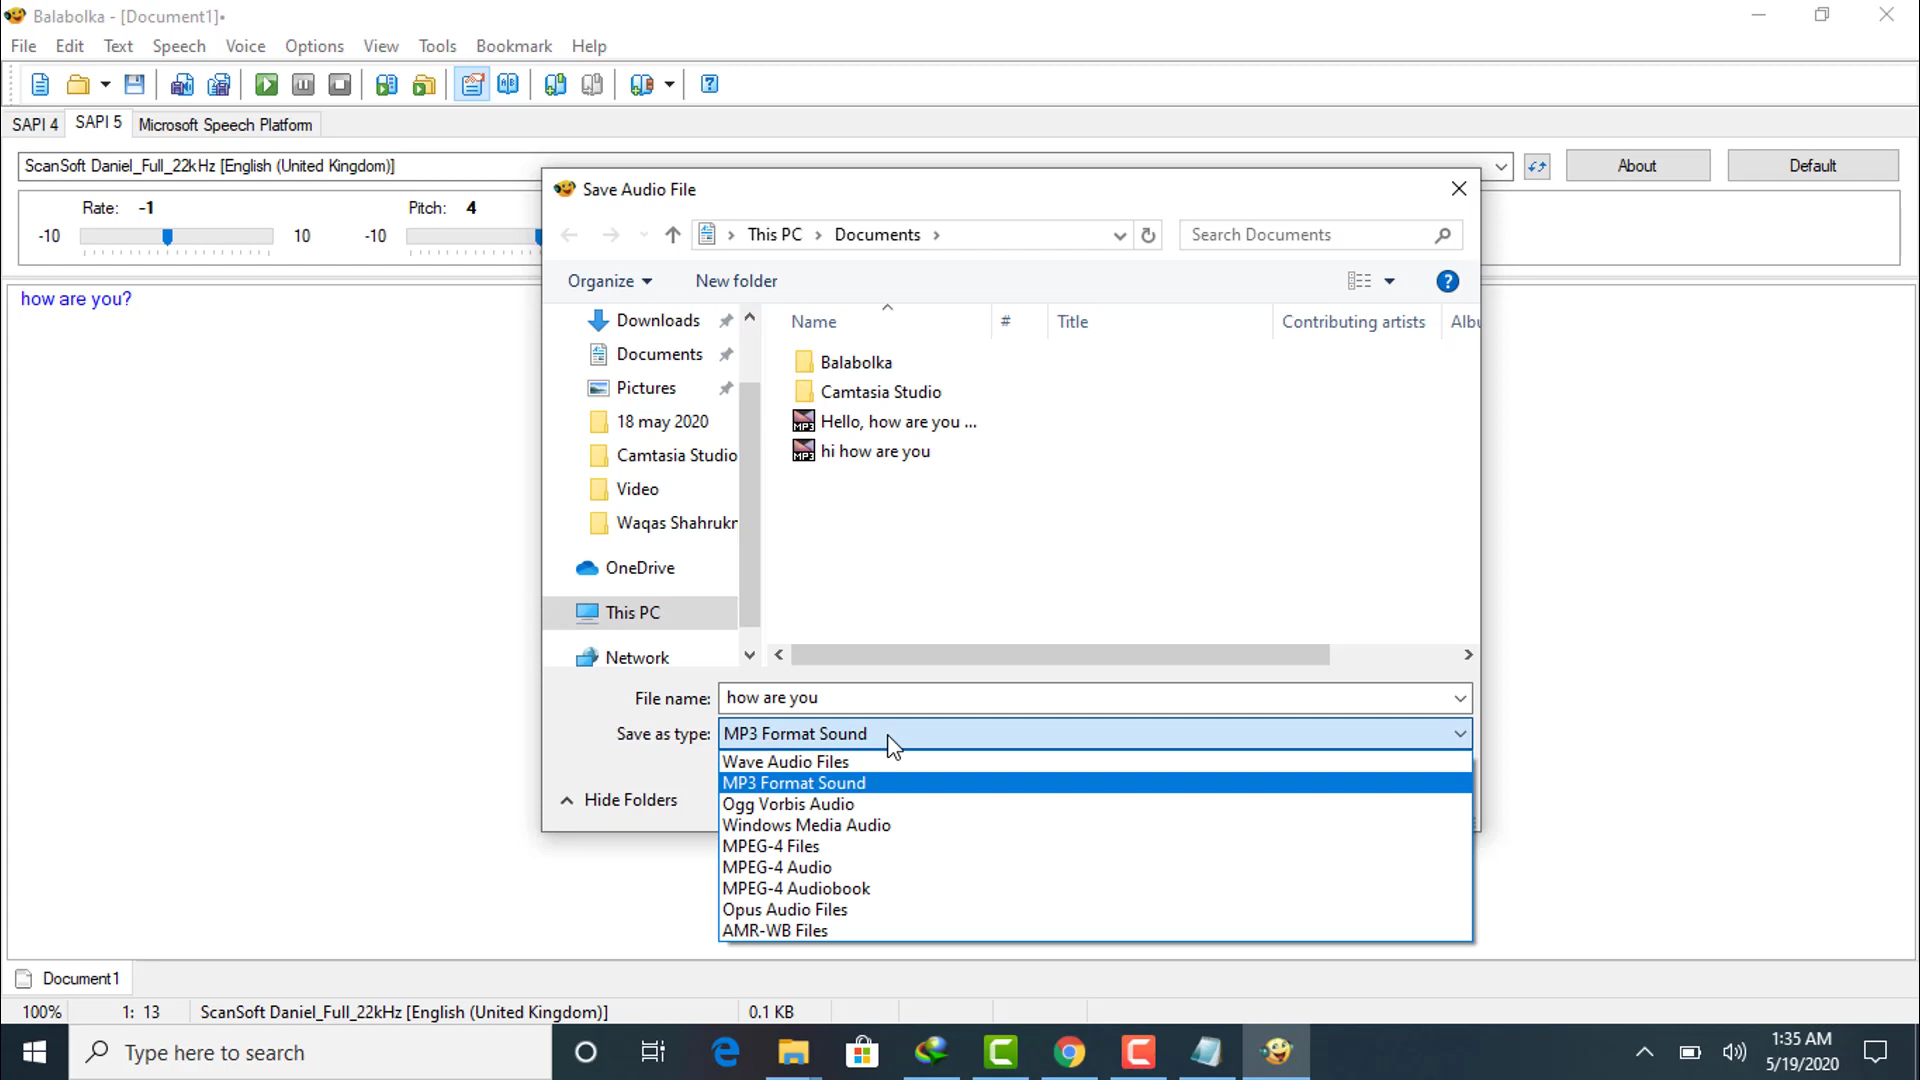 Balabolka - [Document1]•
File Edit Text Speech Voice Options View Tools Bookmark Help
SAPI 4 SAPI 5 Microsoft Speech Platform
ScanSoft Daniel_Full_22kHz [English (United Kingdom)]
About Default
Rate: -1 Pitch: 4
-10 10 -10
how are you?
Save Audio File
This PC > Documents >
Search Documents
Organize New folder
Downloads
Documents
Pictures
18 may 2020
Camtasia Studio
Video
Waqas Shahrukh
OneDrive
This PC
Network
Name # Title Contributing artists Albu
Balabolka
Camtasia Studio
Hello, how are you ...
hi how are you
File name: how are you
Save as type: MP3 Format Sound
Wave Audio Files
MP3 Format Sound
Ogg Vorbis Audio
Windows Media Audio
MPEG-4 Files
MPEG-4 Audio
MPEG-4 Audiobook
Opus Audio Files
AMR-WB Files
Hide Folders
Document1
100% 1: 13 ScanSoft Daniel_Full_22kHz [English (United Kingdom)] 0.1 KB
Type here to search
1:35 AM
5/19/2020